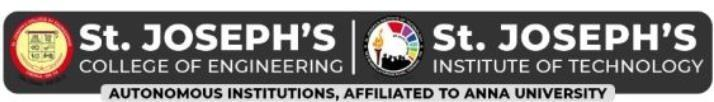 St. JOSEPH'S
COLLEGE OF ENGINEERING
St. JOSEPH'S
INSTITUTE OF TECHNOLOGY
AUTONOMOUS INSTITUTIONS, AFFILIATED TO ANNA UNIVERSITY